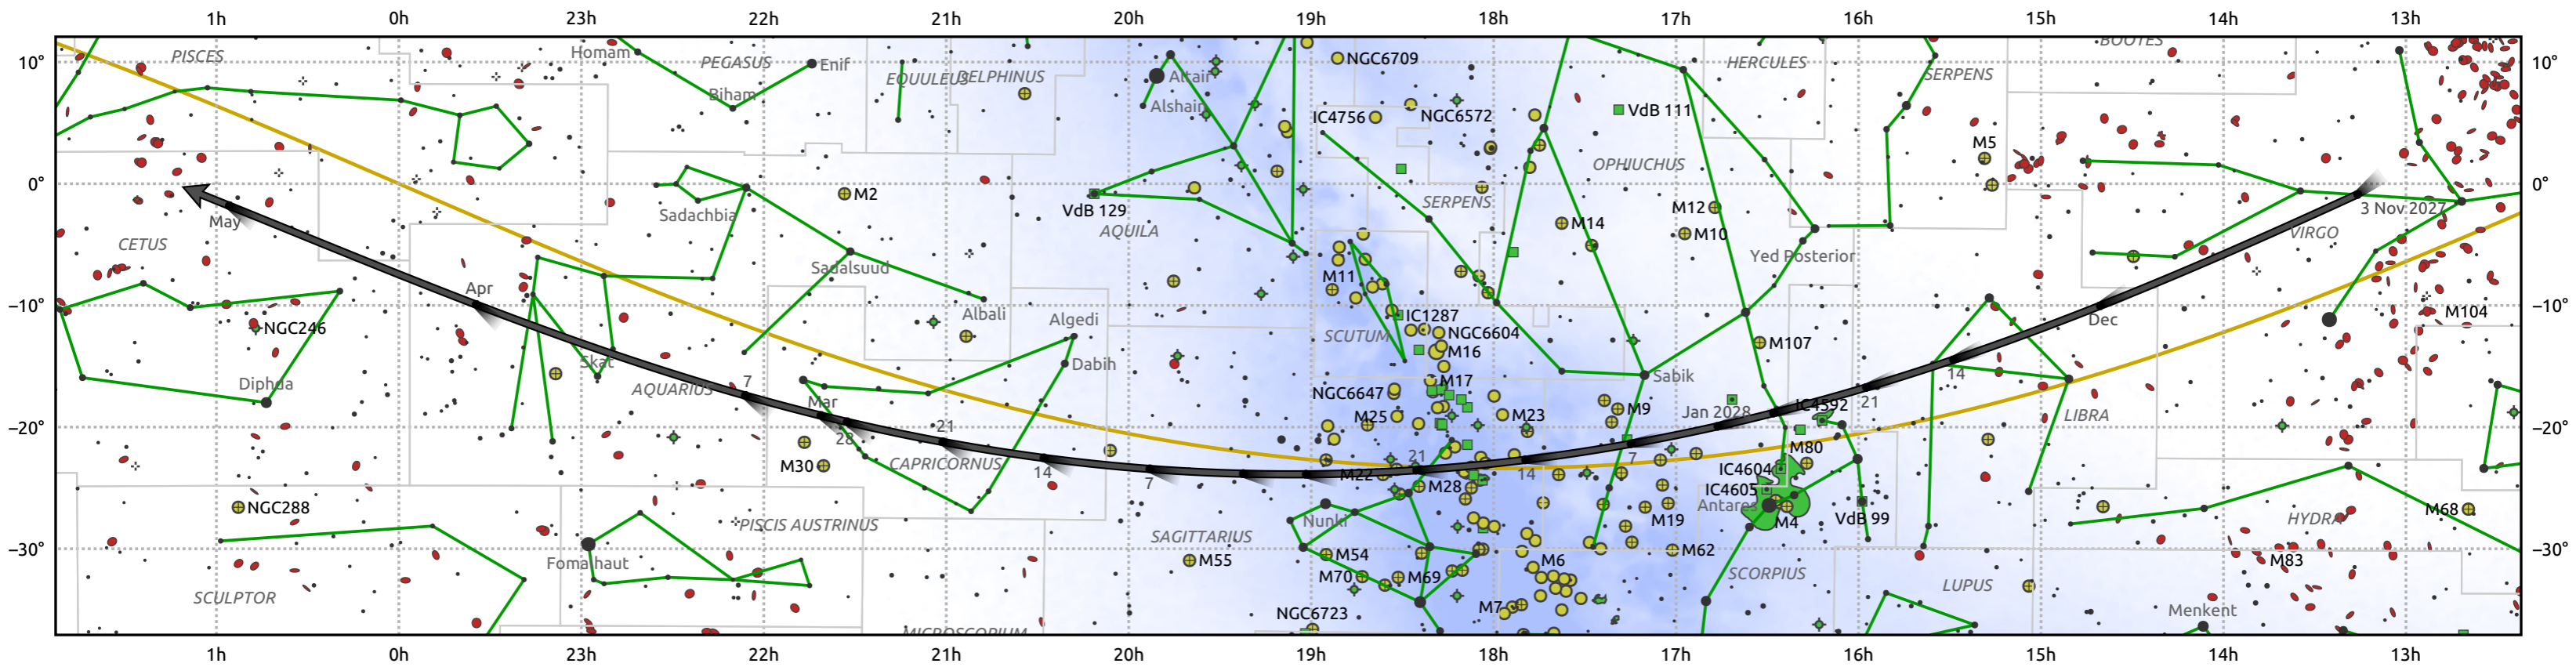 1h 0h 23h 22h 21h 20h 19h 18h 17h 16h 15h 14h 13h
PISCES Homam PEGASUS Enif EQUULEUS DELPHINUS Altair NGC6709 HERCULES SERPENS BOOTES
10° 10°
Biham Alshain IC4756 NGC6572 VdB 111
M5
OPHIUCHUS
0° 0°
M2 SERPENS
May Sadachbia VdB 129 M14 M12 3 Nov 2027
CETUS AQUILA M10 VIRGO
Sadalsuud Yed Posterior
Apr M11
−10° −10°
NGC246 Albali Algedi IC1287 Dec M104
SCUTUM NGC6604 M107
Skat Dabih M16
Diphda AQUARIUS 7 M17 Sabik 14
Mar NGC6647 M9 Jan 2028 IC4592 21 LIBRA
M25 M23
−20° −20°
28 21 M80
M30 CAPRICORNUS 14 7 M22 21 14 7 IC4604
M28 IC4605
NGC288 Antares M68
PISCIS AUSTRINUS Nunki M19 M4 VdB 99 HYDRA
SAGITTARIUS
−30° −30°
Fomalhaut M55 M54 M62 M83
M6
M70 M69 SCORPIUS LUPUS
SCULPTOR NGC6723 M7 Menkent
MICROSCOPIUM
1h 0h 23h 22h 21h 20h 19h 18h 17h 16h 15h 14h 13h